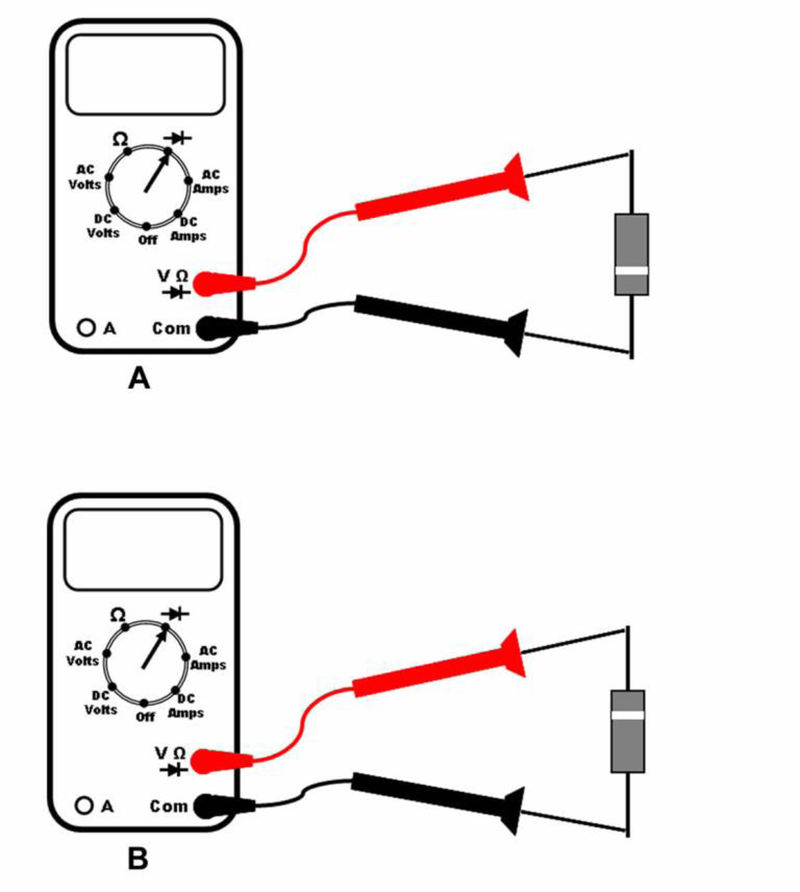 Ω
AC
Volts
AC
Amps
DC
Volts
Off
DC
Amps
V Ω
A
Com
A
Ω
AC
Volts
AC
Amps
DC
Volts
Off
DC
Amps
V Ω
A
Com
B